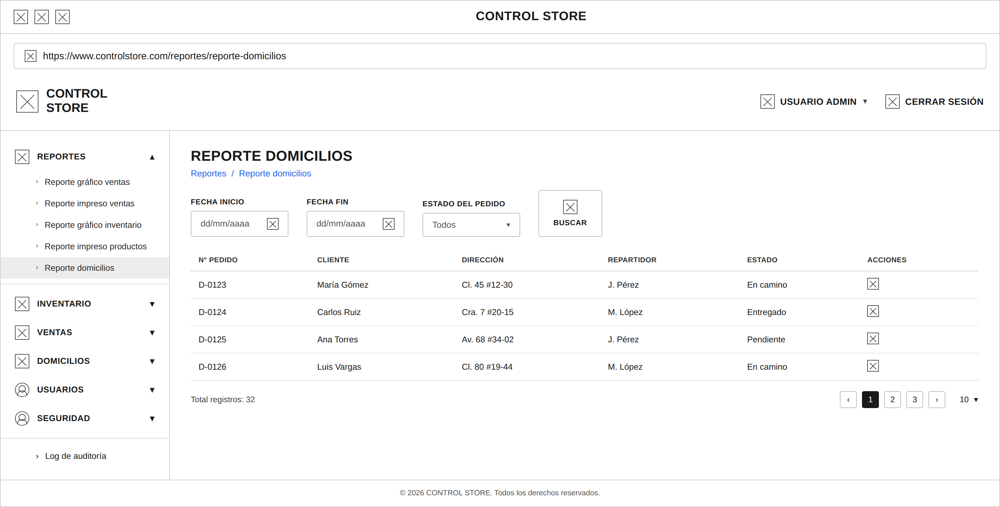 CONTROL STORE
https://www.controlstore.com/reportes/reporte-domicilios
CONTROL
STORE
USUARIO ADMIN ▼
CERRAR SESIÓN
REPORTES ▲
› Reporte gráfico ventas
› Reporte impreso ventas
› Reporte gráfico inventario
› Reporte impreso productos
› Reporte domicilios
INVENTARIO ▼
VENTAS ▼
DOMICILIOS ▼
USUARIOS ▼
SEGURIDAD ▼
› Log de auditoría
REPORTE DOMICILIOS
Reportes / Reporte domicilios
FECHA INICIO
dd/mm/aaaa
FECHA FIN
dd/mm/aaaa
ESTADO DEL PEDIDO
Todos ▼
BUSCAR
N° PEDIDO CLIENTE DIRECCIÓN REPARTIDOR ESTADO ACCIONES
D-0123 María Gómez Cl. 45 #12-30 J. Pérez En camino
D-0124 Carlos Ruiz Cra. 7 #20-15 M. López Entregado
D-0125 Ana Torres Av. 68 #34-02 J. Pérez Pendiente
D-0126 Luis Vargas Cl. 80 #19-44 M. López En camino
Total registros: 32
‹ 1 2 3 › 10 ▼
© 2026 CONTROL STORE. Todos los derechos reservados.